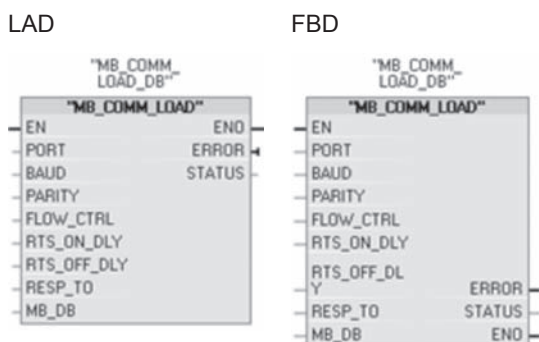 LAD
FBD
"MB_COMM_
LOAD_DB"
"MB_COMM_LOAD"
EN ENO
PORT ERROR
BAUD STATUS
PARITY
FLOW_CTRL
RTS_ON_DLY
RTS_OFF_DLY
RESP_TO
MB_DB
"MB_COMM_
LOAD_DB"
"MB_COMM_LOAD"
EN
PORT
BAUD
PARITY
FLOW_CTRL
RTS_ON_DLY
RTS_OFF_DL
Y ERROR
RESP_TO STATUS
MB_DB ENO